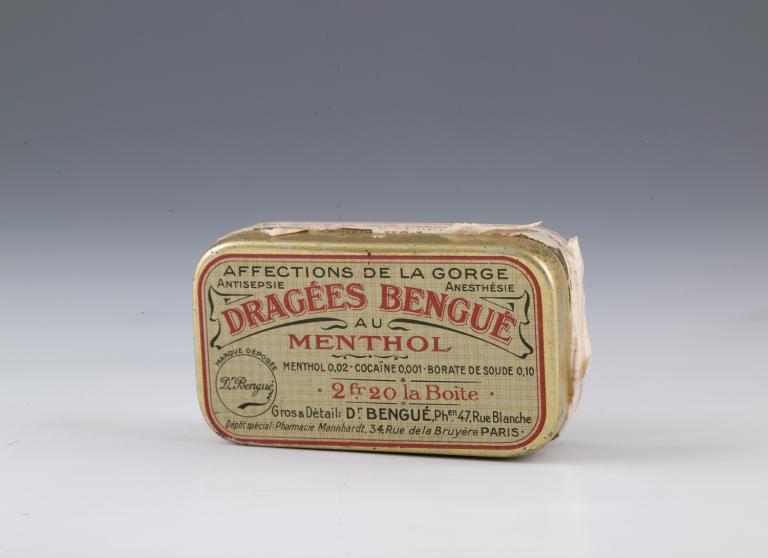 AFFECTIONS DE LA GORGE
ANTISEPSIE ANESTHÉSIE
DRAGÉES BENGUÉ
AU
MENTHOL
MARQUE DÉPOSÉE
Dr. Bengué
MENTHOL 0,02 · COCAÏNE 0,001 · BORATE DE SOUDE 0,10
· 2 fr 20 la Boîte ·
Gros & Détail: Dr BENGUÉ, Phen 47, Rue Blanche
Dépôt spécial: Pharmacie Mannhardt, 34, Rue de la Bruyère PARIS.